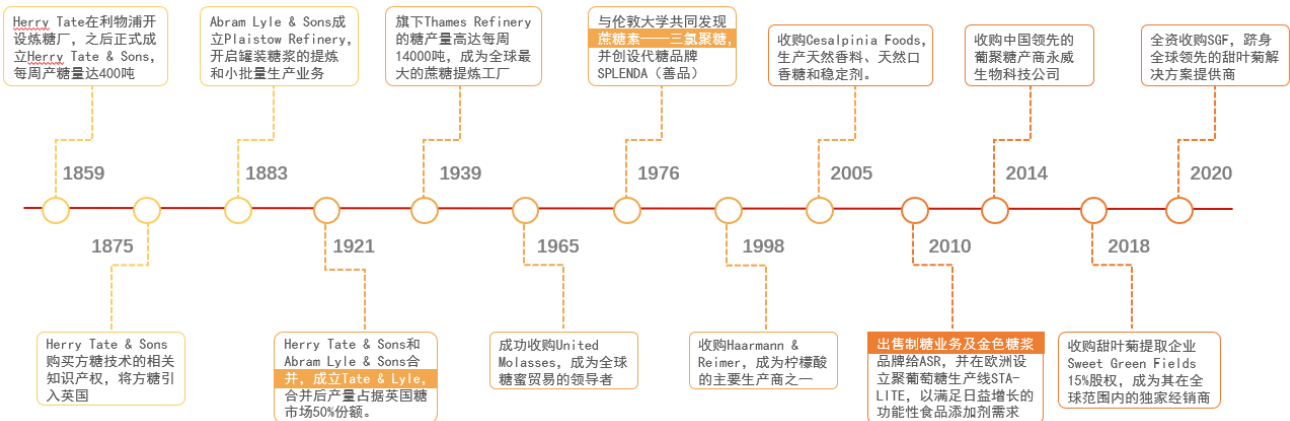 Herry Tate在利物浦开
设炼糖厂，之后正式成
立Herry Tate & Sons，
每周产糖量达400吨
Abram Lyle & Sons成
立Plaistow Refinery，
开启罐装糖浆的提炼
和小批量生产业务
旗下Thames Refinery
的糖产量高达每周
14000吨，成为全球最
大的蔗糖提炼工厂
与伦敦大学共同发现
蔗糖素——三氯聚糖，
并创设代糖品牌
SPLENDA（善品）
收购Cesalpinia Foods，
生产天然香料、天然口
香糖和稳定剂。
收购中国领先的
葡聚糖产商永威
生物科技公司
全资收购SGF，跻身
全球领先的甜叶菊解
决方案提供商
1859
1883
1939
1976
2005
2014
2020
1875
1921
1965
1998
2010
2018
Herry Tate & Sons
购买方糖技术的相关
知识产权，将方糖引
入英国
Herry Tate & Sons和
Abram Lyle & Sons合
并，成立Tate & Lyle，
合并后产量占据英国糖
市场50%份额。
成功收购United
Molasses，成为全球
糖蜜贸易的领导者
收购Haarmann &
Reimer，成为柠檬酸
的主要生产商之一
出售制糖业务及金色糖浆
品牌给ASR，并在欧洲设
立聚葡萄糖生产线STA-
LITE，以满足日益增长的
功能性食品添加剂需求
收购甜叶菊提取企业
Sweet Green Fields
15%股权，成为其在全
球范围内的独家经销商